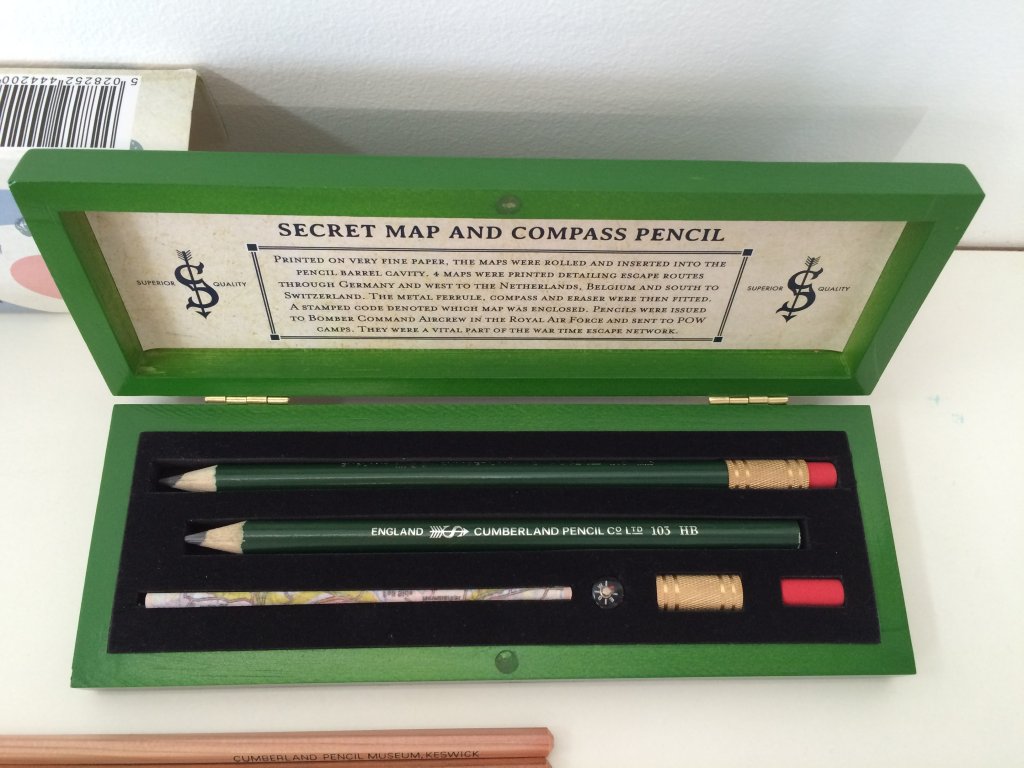 5 028252 444200
SECRET MAP AND COMPASS PENCIL
SUPERIOR S QUALITY
PRINTED ON VERY FINE PAPER, THE MAPS WERE ROLLED AND INSERTED INTO THE
PENCIL BARREL CAVITY. 4 MAPS WERE PRINTED DETAILING ESCAPE ROUTES
THROUGH GERMANY AND WEST TO THE NETHERLANDS, BELGIUM AND SOUTH TO
SWITZERLAND. THE METAL FERRULE, COMPASS AND ERASER WERE THEN FITTED.
A STAMPED CODE DENOTED WHICH MAP WAS ENCLOSED. PENCILS WERE ISSUED
TO BOMBER COMMAND AIRCREW IN THE ROYAL AIR FORCE AND SENT TO POW
CAMPS. THEY WERE A VITAL PART OF THE WAR TIME ESCAPE NETWORK.
SUPERIOR S QUALITY
ENGLAND S CUMBERLAND PENCIL Co LTD 103 HB
CUMBERLAND PENCIL MUSEUM, KESWICK